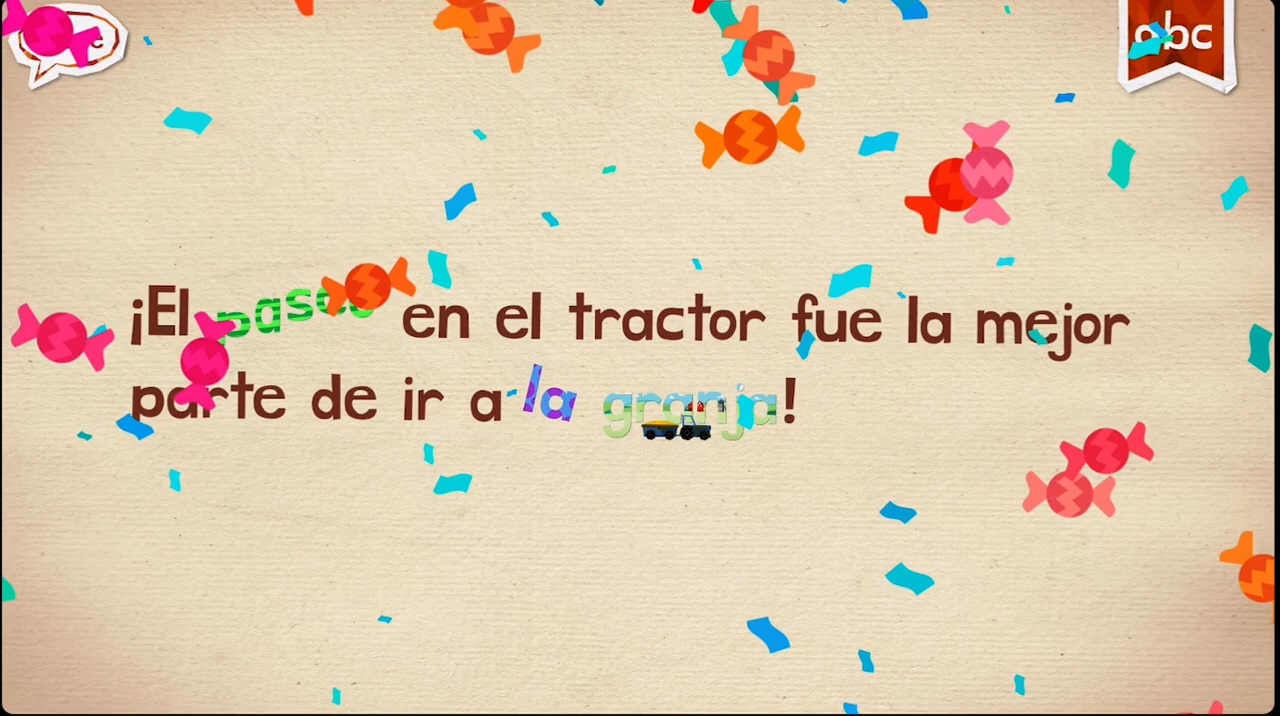 abc
¡El paseo en el tractor fue la mejor
parte de ir a la granja!